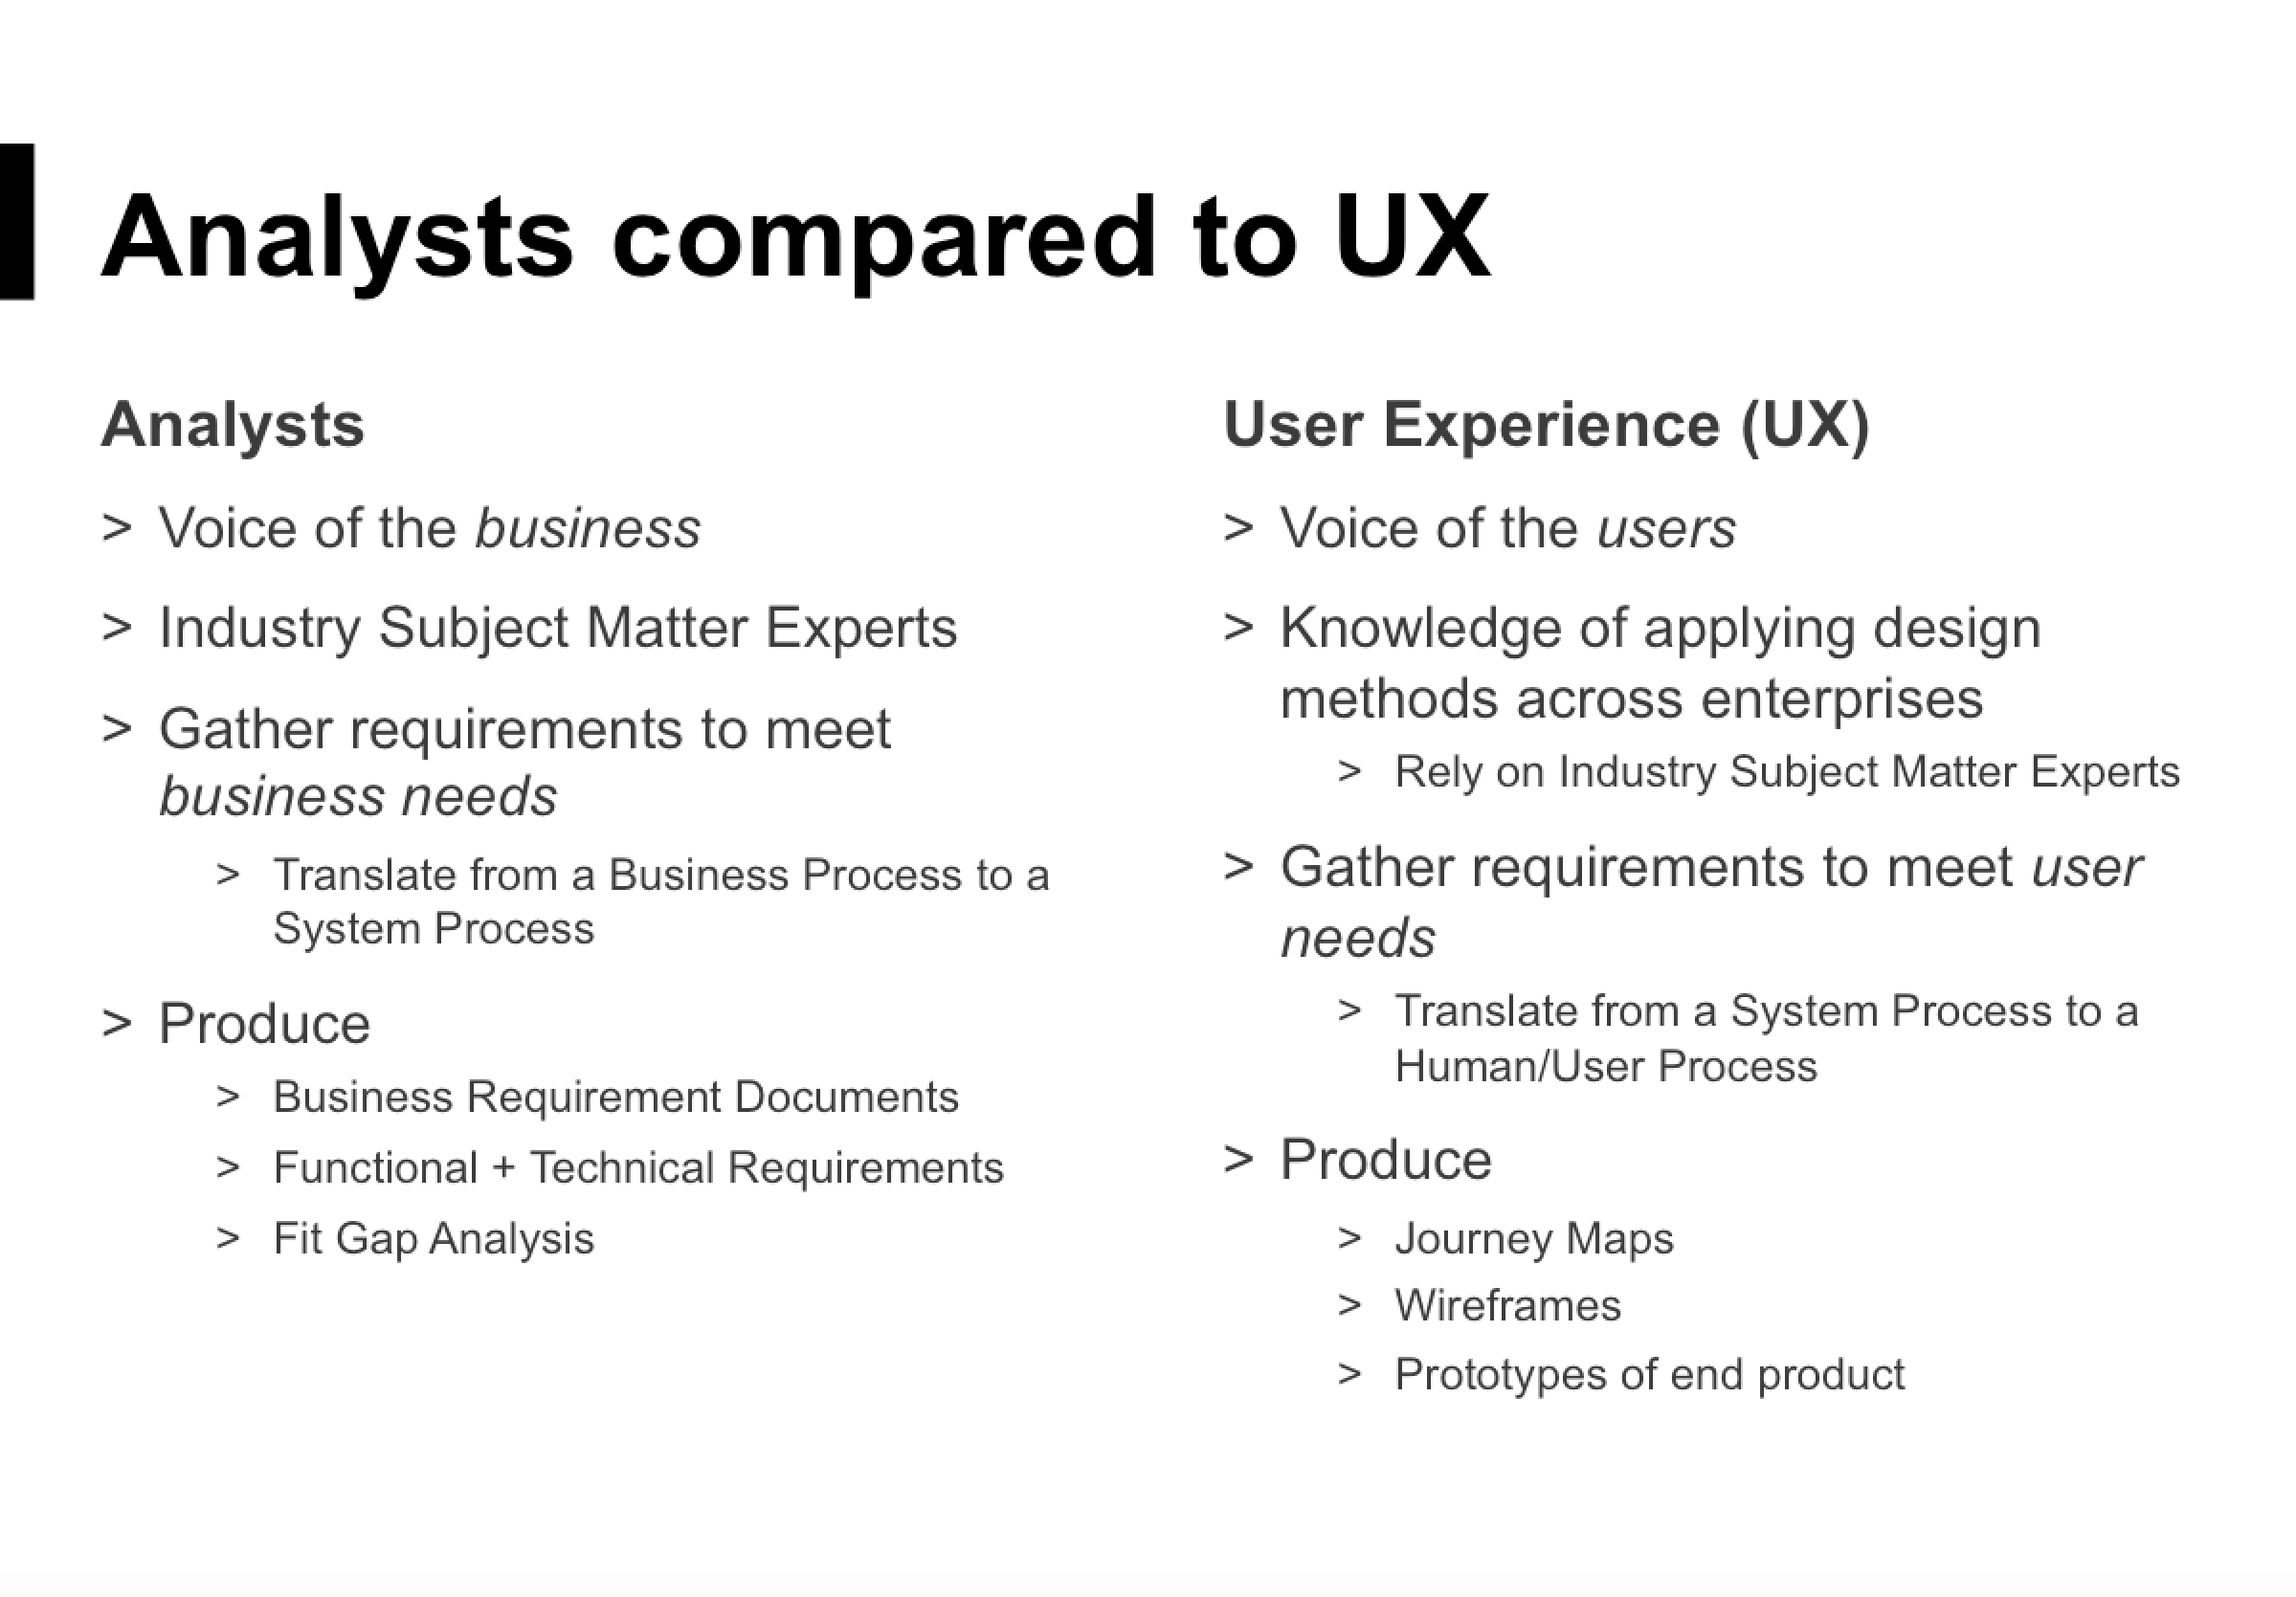 Analysts compared to UX
Analysts
> Voice of the business
> Industry Subject Matter Experts
> Gather requirements to meet
business needs
> Translate from a Business Process to a
System Process
> Produce
> Business Requirement Documents
> Functional + Technical Requirements
> Fit Gap Analysis
User Experience (UX)
> Voice of the users
> Knowledge of applying design
methods across enterprises
> Rely on Industry Subject Matter Experts
> Gather requirements to meet user
needs
> Translate from a System Process to a
Human/User Process
> Produce
> Journey Maps
> Wireframes
> Prototypes of end product